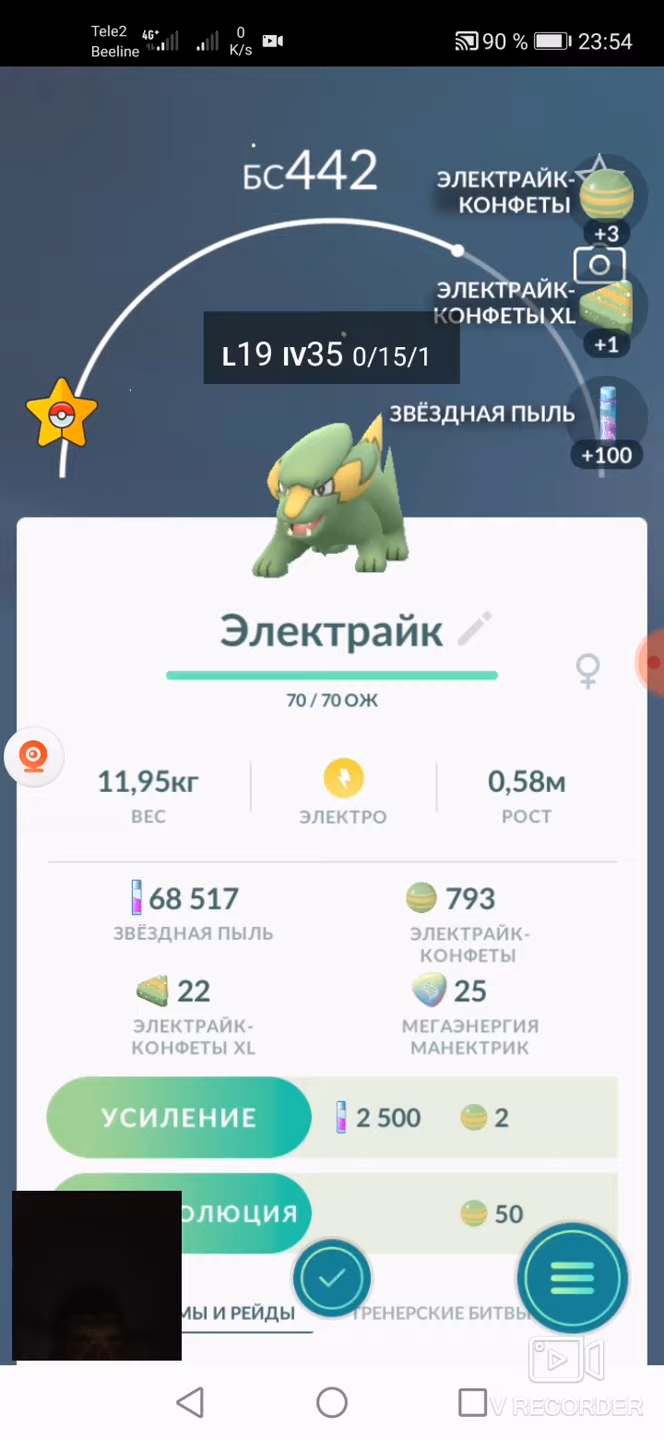 Tele2
Beeline
4G+
0
K/s
90 %
23:54
БС442
ЭЛЕКТРАЙК-
КОНФЕТЫ
+3
ЭЛЕКТРАЙК-
КОНФЕТЫ XL
+1
L19 IV35 0/15/1
ЗВЁЗДНАЯ ПЫЛЬ
+100
Электрайк
70 / 70 ОЖ
11,95кг
ВЕС
ЭЛЕКТРО
0,58м
РОСТ
68 517
ЗВЁЗДНАЯ ПЫЛЬ
793
ЭЛЕКТРАЙК-
КОНФЕТЫ
22
ЭЛЕКТРАЙК-
КОНФЕТЫ XL
25
МЕГАЭНЕРГИЯ
МАНЕКТРИК
УСИЛЕНИЕ
2 500
2
ОЛЮЦИЯ
50
МЫ И РЕЙДЫ
ТРЕНЕРСКИЕ БИТВЫ
V RECORDER